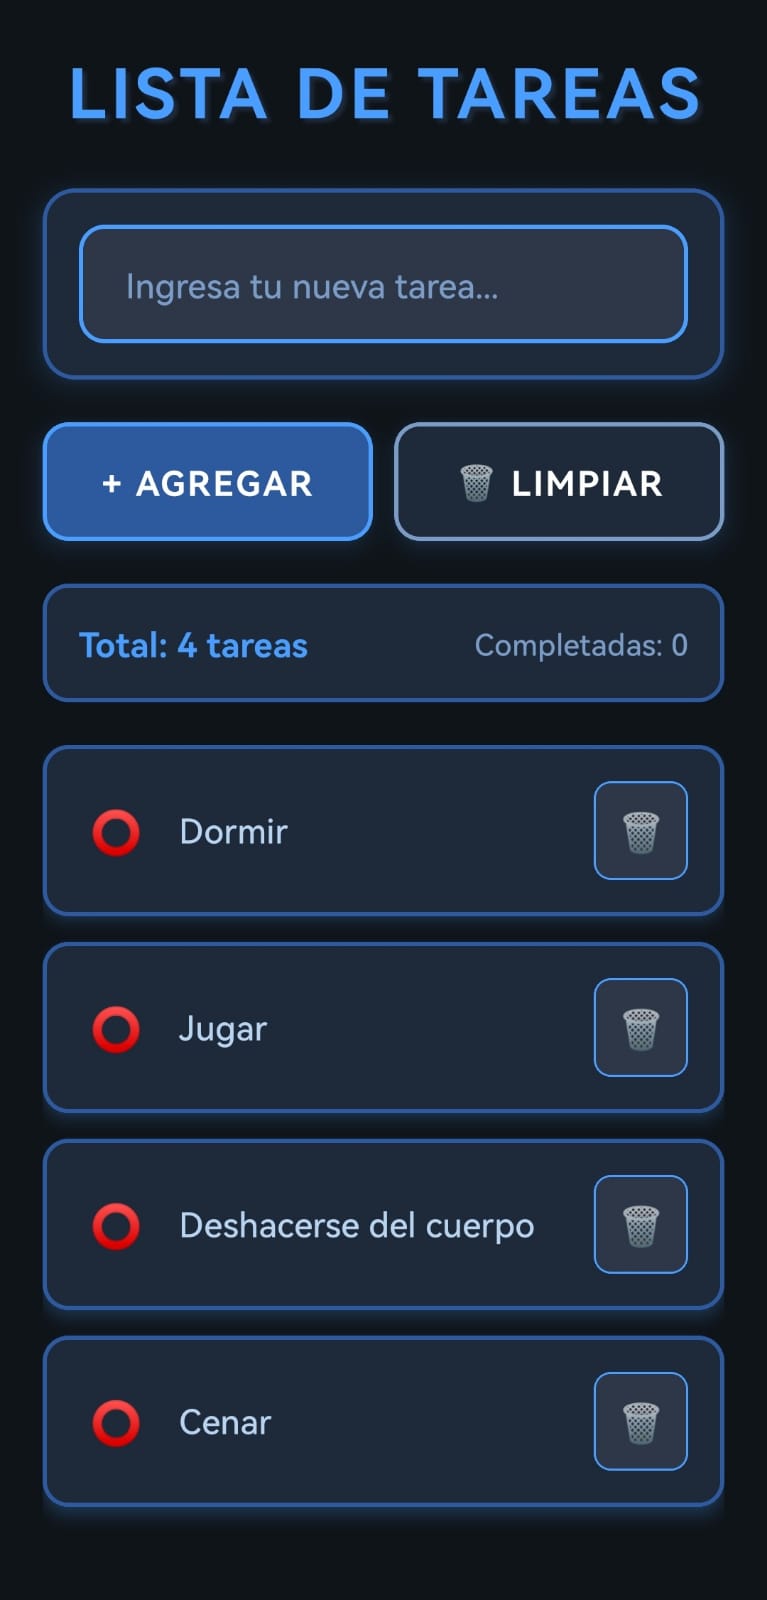 LISTA DE TAREAS
Ingresa tu nueva tarea...
+ AGREGAR
🗑️ LIMPIAR
Total: 4 tareas
Completadas: 0
Dormir
Jugar
Deshacerse del cuerpo
Cenar